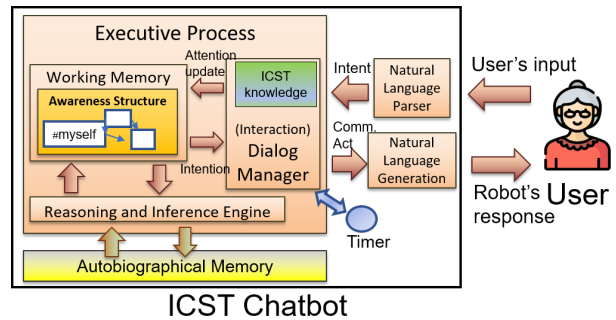 Executive Process
Attention
update
Working Memory
Awareness Structure
#myself
ICST
knowledge
(Interaction)
Dialog
Manager
Intention
Intent
Natural
Language
Parser
User's input
Comm.
Act
Natural
Language
Generation
Robot's
response
User
Reasoning and Inference Engine
Timer
Autobiographical Memory
ICST Chatbot